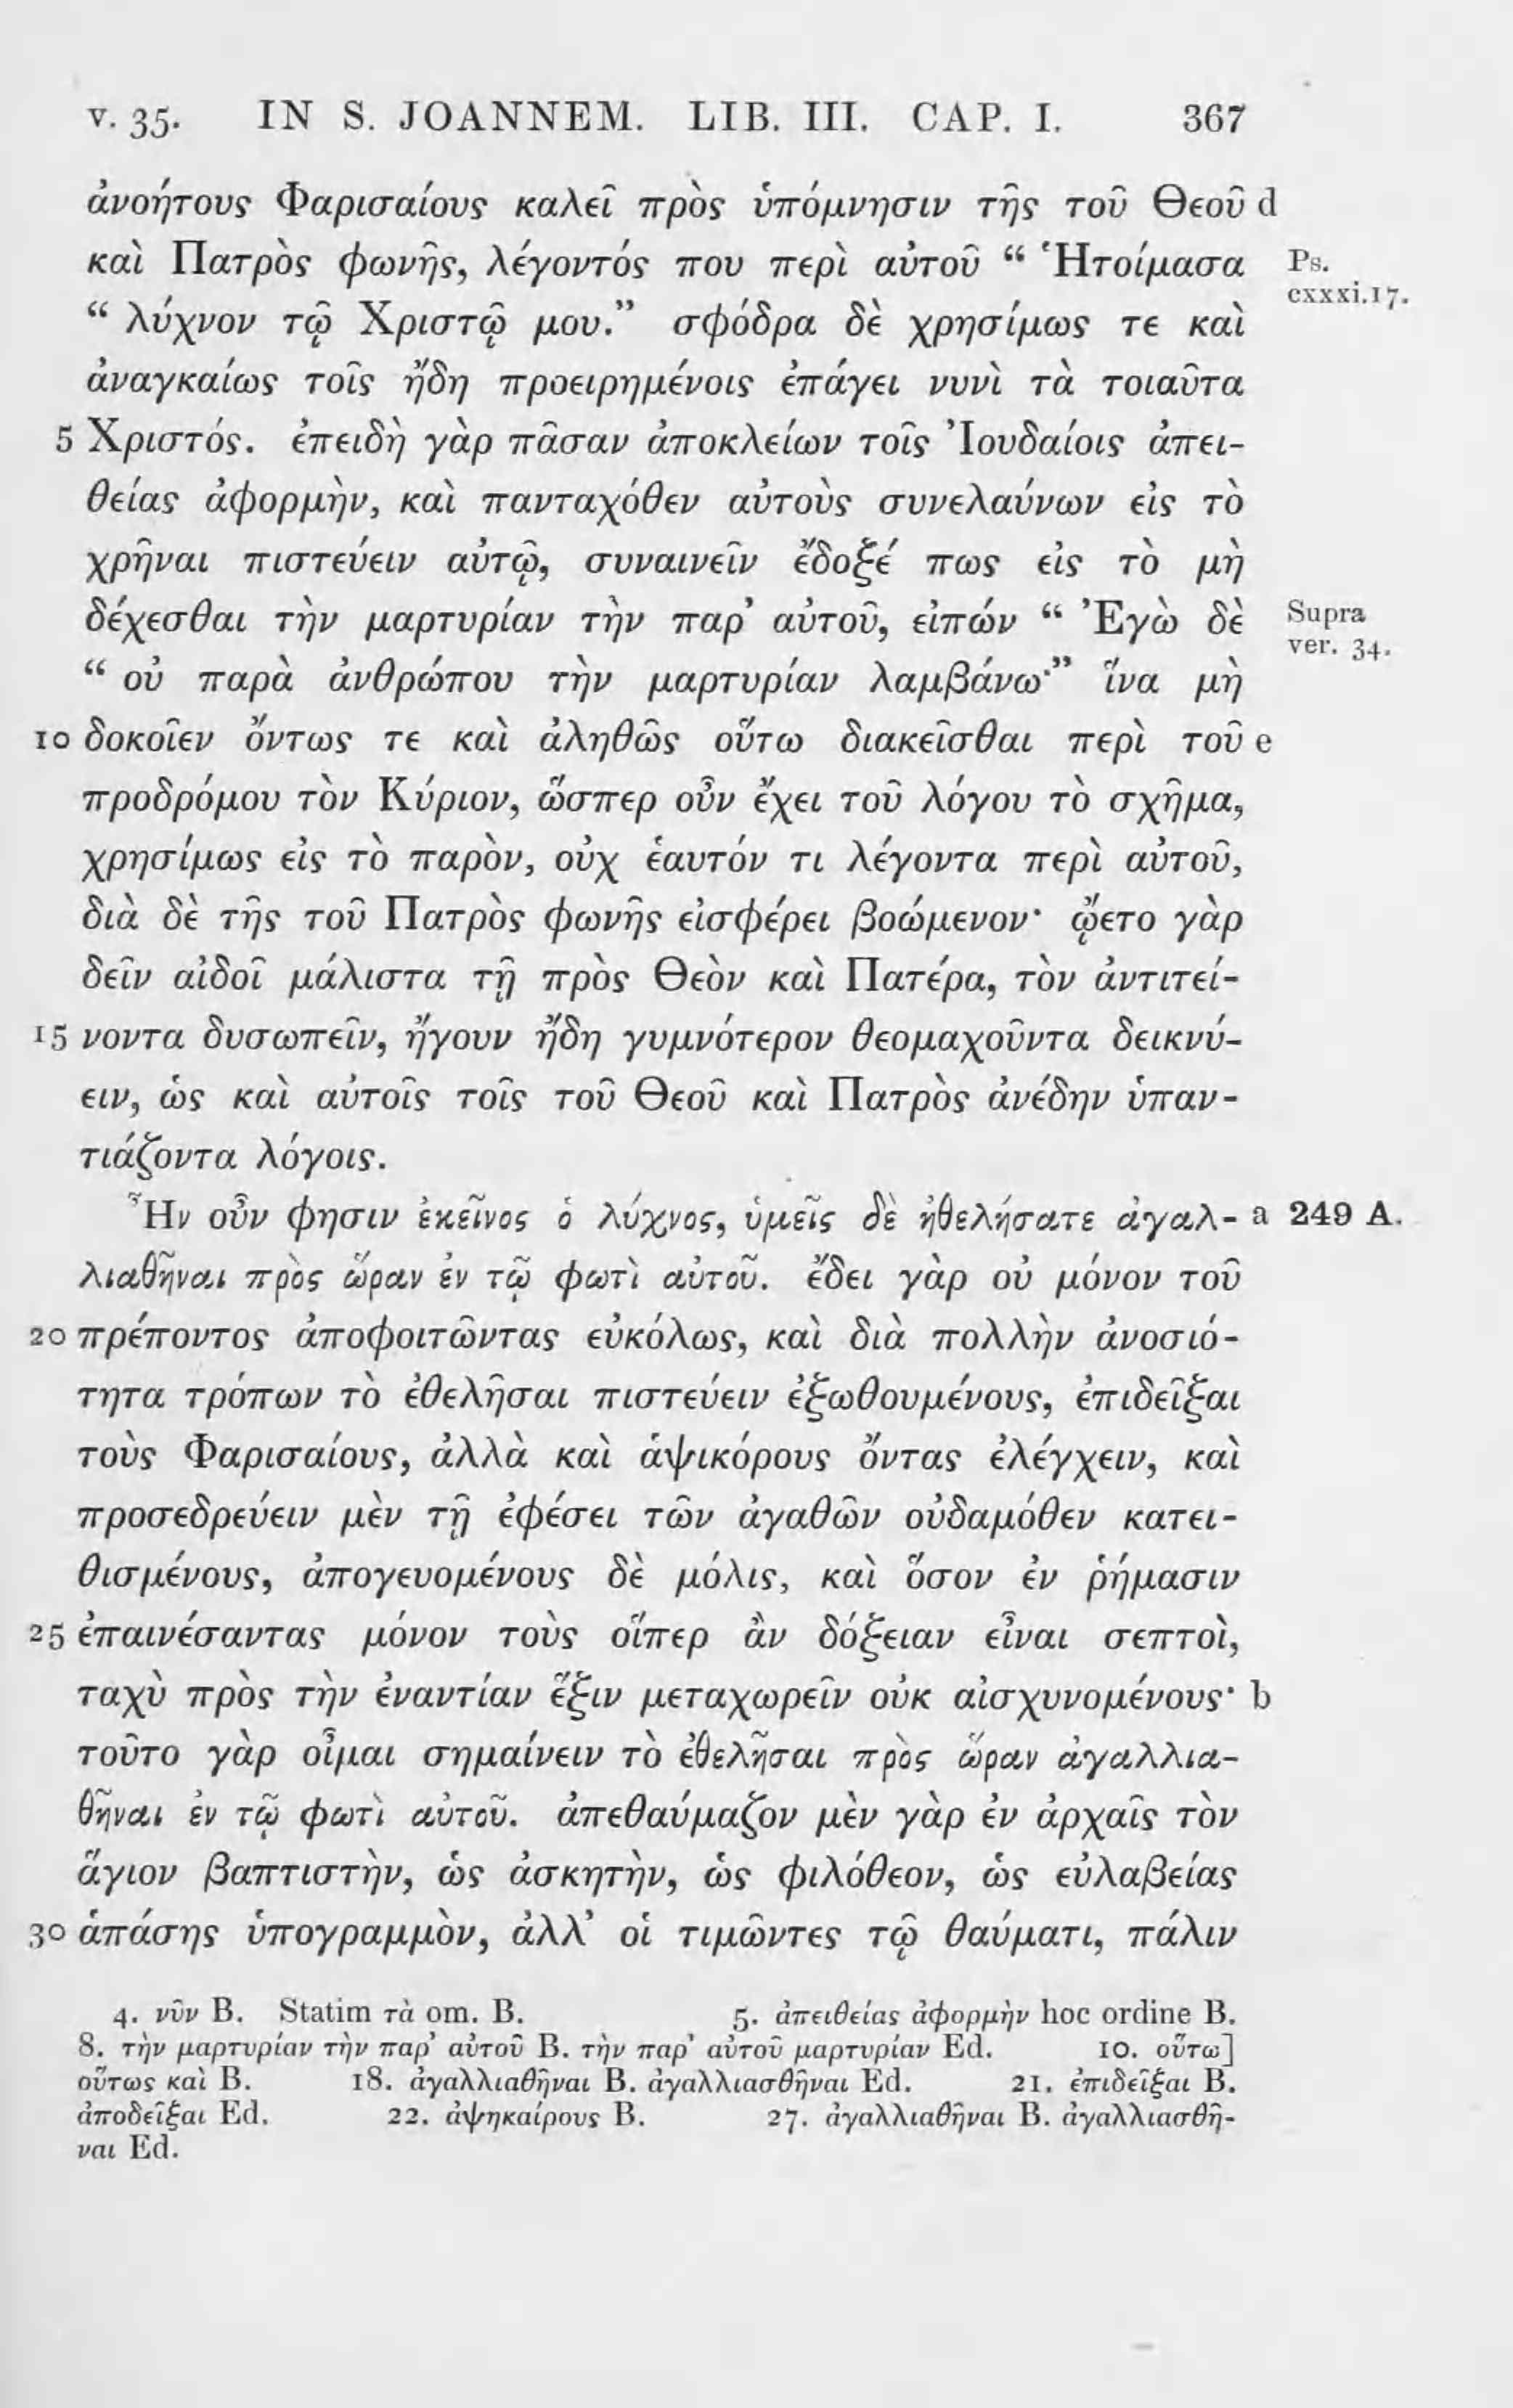 v. 35. IN S. JOANNEM. LIB. III. CAP. I. 367
ἀνοήτους Φαρισαίους καλεῖ πρὸς ὑπόμνησιν τῆς τοῦ Θεοῦ d
καὶ Πατρὸς φωνῆς, λέγοντός που περὶ αὐτοῦ “ Ἡτοίμασα Ps.
cxxxi.17.
“ λύχνον τῷ Χριστῷ μου.” σφόδρα δὲ χρησίμως τε καὶ
ἀναγκαίως τοῖς ἤδη προειρημένοις ἐπάγει νυνὶ τὰ τοιαῦτα
5 Χριστός. ἐπειδὴ γὰρ πᾶσαν ἀποκλείων τοῖς Ἰουδαίοις ἀπει-
θείας ἀφορμὴν, καὶ πανταχόθεν αὐτοὺς συνελαύνων εἰς τὸ
χρῆναι πιστεύειν αὐτῷ, συναινεῖν ἔδοξέ πως εἰς τὸ μὴ
δέχεσθαι τὴν μαρτυρίαν τὴν παρ’ αὐτοῦ, εἰπών “ Ἐγὼ δὲ Supra
ver. 34.
“ οὐ παρὰ ἀνθρώπου τὴν μαρτυρίαν λαμβάνω·” ἵνα μὴ
10 δοκοῖεν ὄντως τε καὶ ἀληθῶς οὕτω διακεῖσθαι περὶ τοῦ e
προδρόμου τὸν Κύριον, ὥσπερ οὖν ἔχει τοῦ λόγου τὸ σχῆμα,
χρησίμως εἰς τὸ παρὸν, οὐχ ἑαυτόν τι λέγοντα περὶ αὐτοῦ,
διὰ δὲ τῆς τοῦ Πατρὸς φωνῆς εἰσφέρει βοώμενον· ᾤετο γὰρ
δεῖν αἰδοῖ μάλιστα τῇ πρὸς Θεὸν καὶ Πατέρα, τὸν ἀντιτεί-
15 νοντα δυσωπεῖν, ἤγουν ἤδη γυμνότερον θεομαχοῦντα δεικνύ-
ειν, ὡς καὶ αὐτοῖς τοῖς τοῦ Θεοῦ καὶ Πατρὸς ἀνέδην ὑπαν-
τιάζοντα λόγοις.
Ἦν οὖν φησιν ἐκεῖνος ὁ λύχνος, ὑμεῖς δὲ ἠθελήσατε ἀγαλ- a 249 A.
λιαθῆναι πρὸς ὥραν ἐν τῷ φωτὶ αὐτοῦ. ἔδει γὰρ οὐ μόνον τοῦ
20 πρέποντος ἀποφοιτῶντας εὐκόλως, καὶ διὰ πολλὴν ἀνοσιό-
τητα τρόπων τὸ ἐθελῆσαι πιστεύειν ἐξωθουμένους, ἐπιδεῖξαι
τοὺς Φαρισαίους, ἀλλὰ καὶ ἁψικόρους ὄντας ἐλέγχειν, καὶ
προσεδρεύειν μὲν τῇ ἐφέσει τῶν ἀγαθῶν οὐδαμόθεν κατει-
θισμένους, ἀπογευομένους δὲ μόλις, καὶ ὅσον ἐν ῥήμασιν
25 ἐπαινέσαντας μόνον τοὺς οἵπερ ἂν δόξειαν εἶναι σεπτοὶ,
ταχὺ πρὸς τὴν ἐναντίαν ἕξιν μεταχωρεῖν οὐκ αἰσχυνομένους· b
τοῦτο γὰρ οἶμαι σημαίνειν τὸ ἐθελῆσαι πρὸς ὥραν ἀγαλλια-
θῆναι ἐν τῷ φωτὶ αὐτοῦ. ἀπεθαύμαζον μὲν γὰρ ἐν ἀρχαῖς τὸν
ἅγιον βαπτιστὴν, ὡς ἀσκητὴν, ὡς φιλόθεον, ὡς εὐλαβείας
30 ἁπάσης ὑπογραμμὸν, ἀλλ’ οἱ τιμῶντες τῷ θαύματι, πάλιν
4. νῦν B. Statim τὰ om. B. 5. ἀπειθείας ἀφορμὴν hoc ordine B.
8. τὴν μαρτυρίαν τὴν παρ’ αὐτοῦ B. τὴν παρ’ αὐτοῦ μαρτυρίαν Ed. 10. οὕτω]
οὕτως καὶ B. 18. ἀγαλλιαθῆναι B. ἀγαλλιασθῆναι Ed. 21. ἐπιδεῖξαι B.
ἀποδεῖξαι Ed. 22. ἁψηκαίρους B. 27. ἀγαλλιαθῆναι B. ἀγαλλιασθῆ-
ναι Ed.